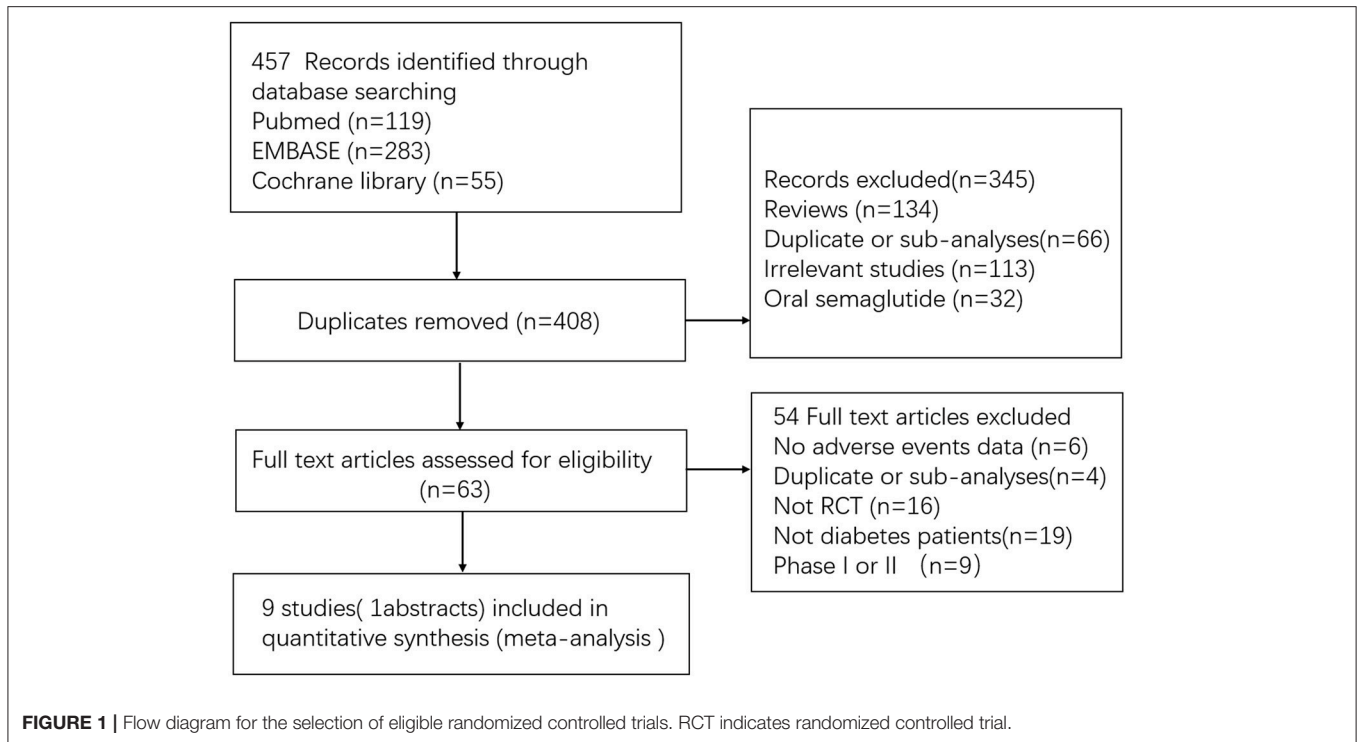 457 Records identified through
database searching
Pubmed (n=119)
EMBASE (n=283)
Cochrane library (n=55)
Records excluded(n=345)
Reviews (n=134)
Duplicate or sub-analyses(n=66)
Irrelevant studies (n=113)
Oral semaglutide (n=32)
Duplicates removed (n=408)
54 Full text articles excluded
No adverse events data (n=6)
Duplicate or sub-analyses(n=4)
Not RCT (n=16)
Not diabetes patients(n=19)
Phase I or II (n=9)
Full text articles assessed for eligibility
(n=63)
9 studies( 1abstracts) included in
quantitative synthesis (meta-analysis )
FIGURE 1 | Flow diagram for the selection of eligible randomized controlled trials. RCT indicates randomized controlled trial.